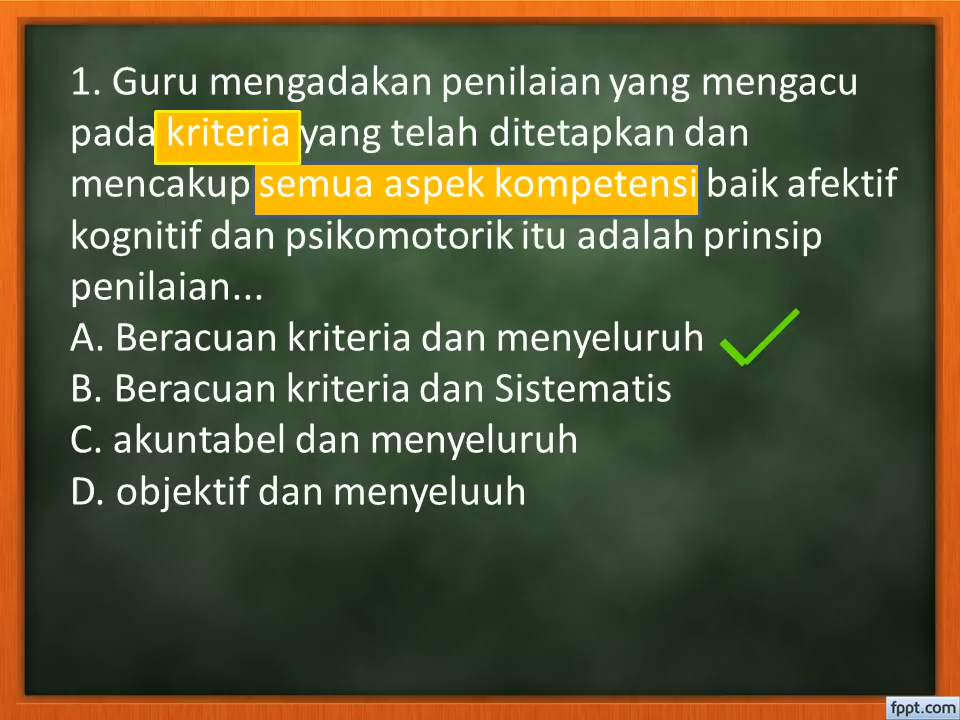 1. Guru mengadakan penilaian yang mengacu
pada kriteria yang telah ditetapkan dan
mencakup semua aspek kompetensi baik afektif
kognitif dan psikomotorik itu adalah prinsip
penilaian...
A. Beracuan kriteria dan menyeluruh
B. Beracuan kriteria dan Sistematis
C. akuntabel dan menyeluruh
D. objektif dan menyeluuh
fppt.com